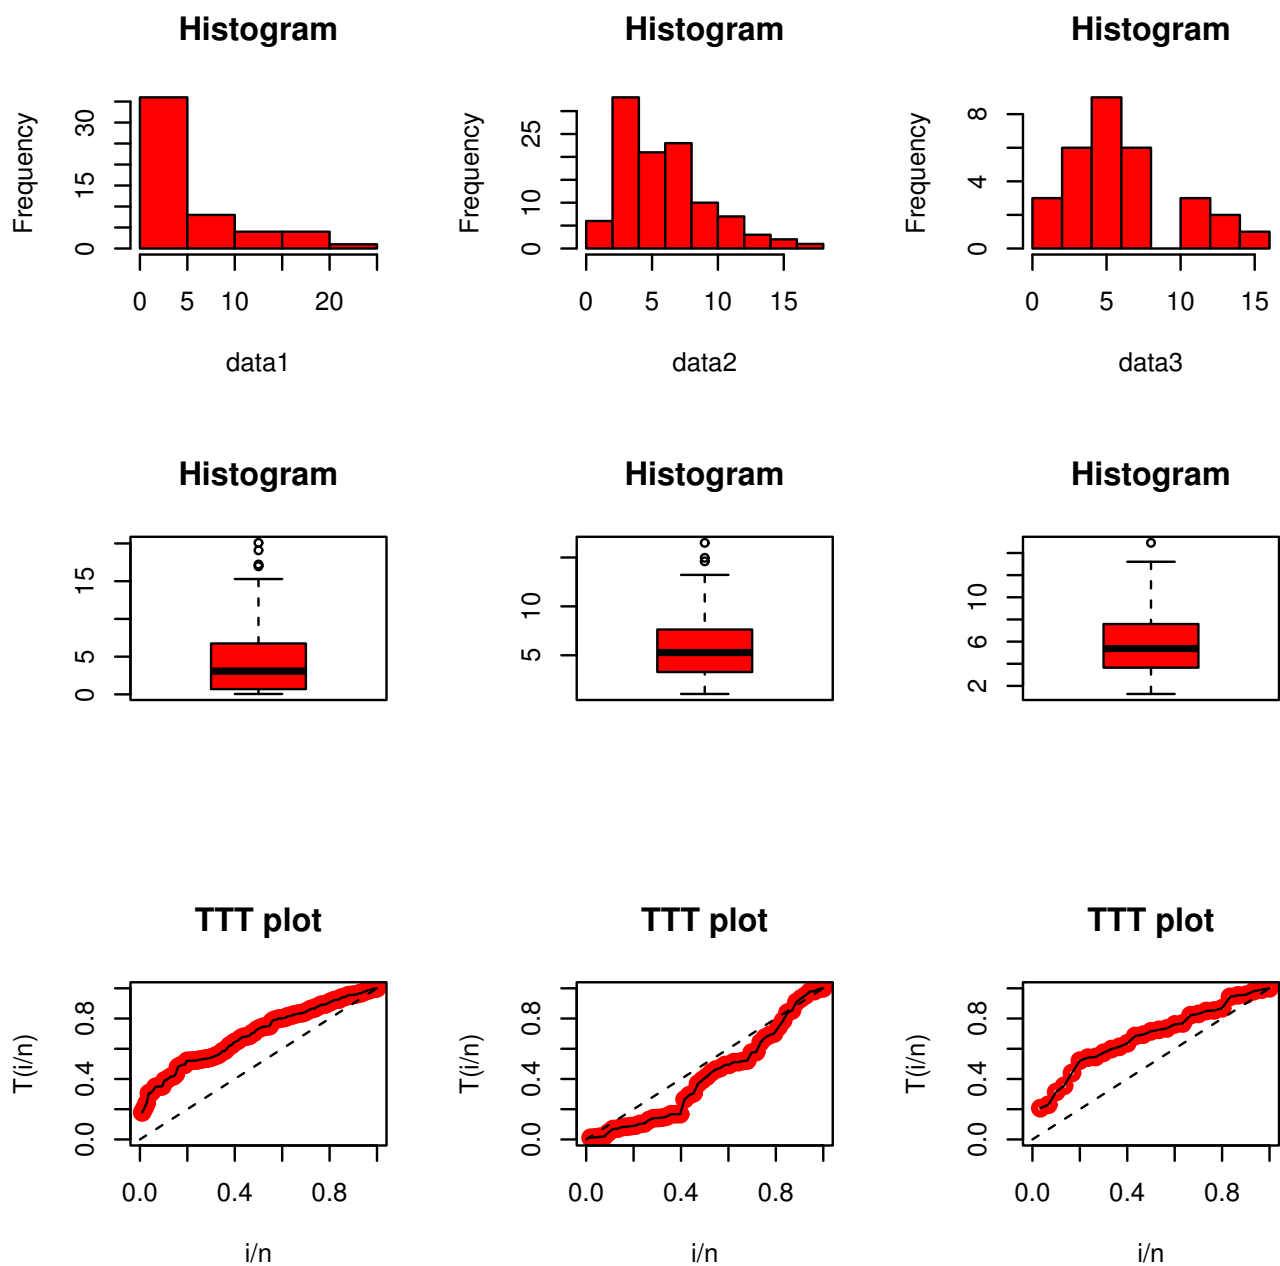 Histogram
Frequency
0 15 30
0 5 10 20
data1
Histogram
Frequency
0 10 25
0 5 10 15
data2
Histogram
Frequency
0 4 8
0 5 10 15
data3
Histogram
0 5 15
Histogram
5 10
Histogram
2 6 10
TTT plot
T(i/n)
0.0 0.4 0.8
0.0 0.4 0.8
i/n
TTT plot
T(i/n)
0.0 0.4 0.8
0.0 0.4 0.8
i/n
TTT plot
T(i/n)
0.0 0.4 0.8
0.0 0.4 0.8
i/n